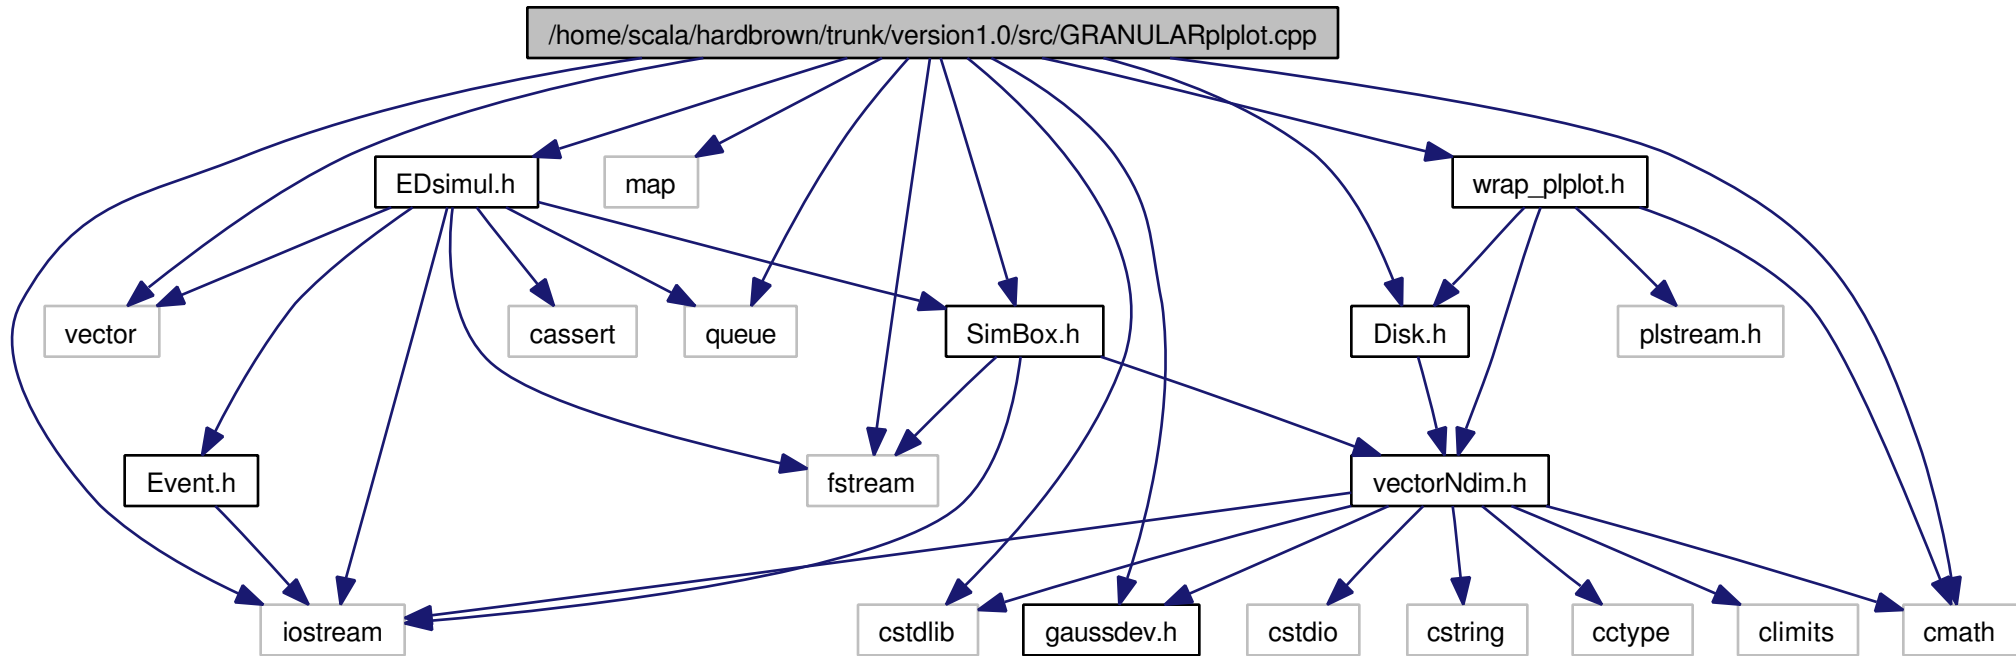 /home/scala/hardbrown/trunk/version1.0/src/GRANULARplplot.cpp
EDsimul.h
map
wrap_plplot.h
vector
cassert
queue
SimBox.h
Disk.h
plstream.h
Event.h
fstream
vectorNdim.h
iostream
cstdlib
gaussdev.h
cstdio
cstring
cctype
climits
cmath